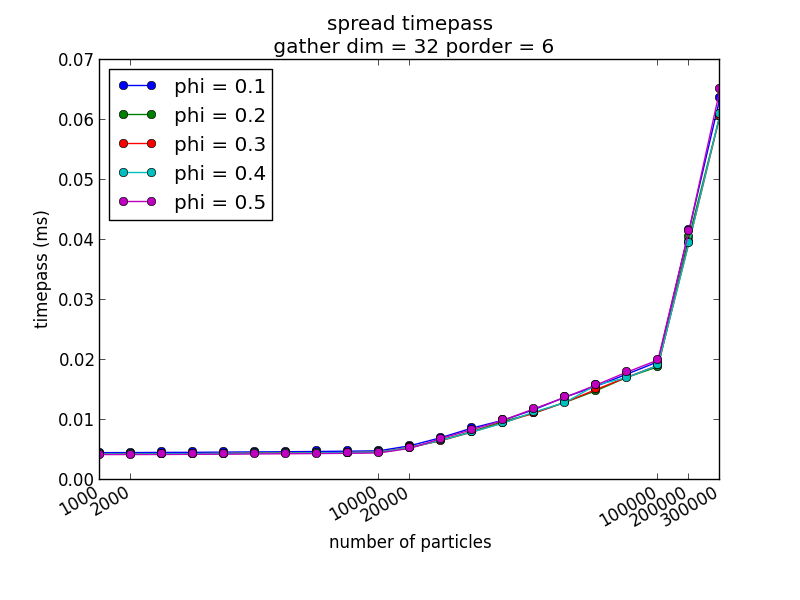 spread timepass
gather dim = 32 porder = 6
0.07
0.06
0.05
0.04
0.03
0.02
0.01
0.00
timepass (ms)
phi = 0.1
phi = 0.2
phi = 0.3
phi = 0.4
phi = 0.5
1000
2000
10000
20000
100000
200000
300000
number of particles